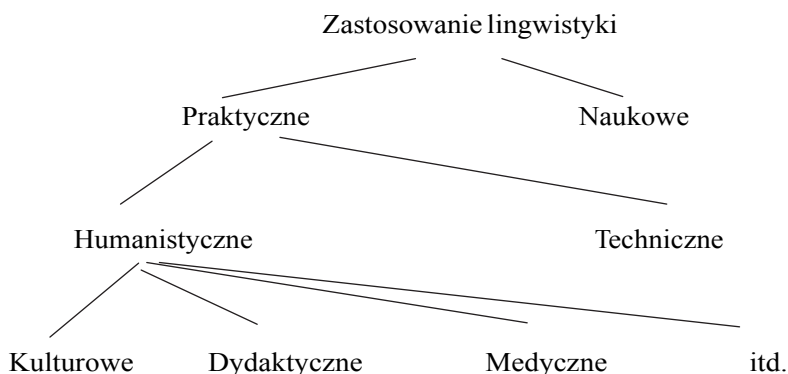 Zastosowanie lingwistyki
Praktyczne Naukowe
Humanistyczne Techniczne
Kulturowe Dydaktyczne Medyczne itd.